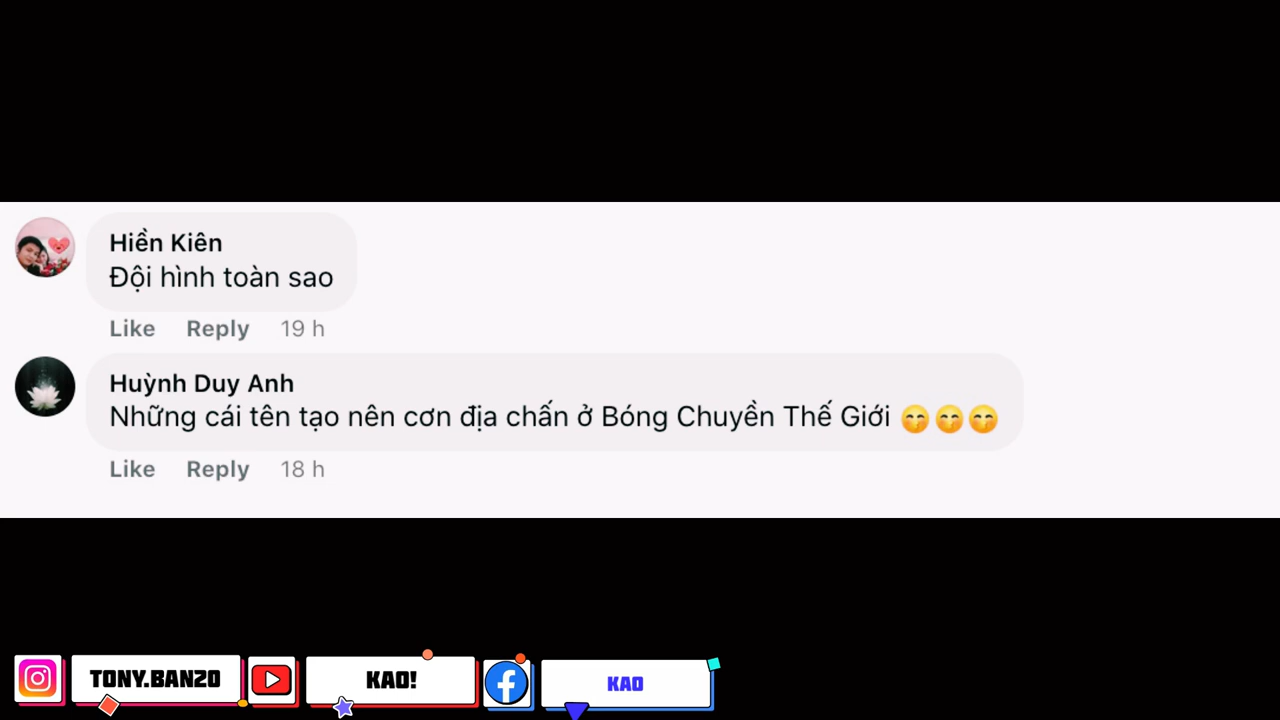 Hiền Kiên
Đội hình toàn sao
Like Reply 19 h
Huỳnh Duy Anh
Những cái tên tạo nên cơn địa chấn ở Bóng Chuyền Thế Giới 🤭🤭🤭
Like Reply 18 h
TONY.BAN20 KAO! KAO